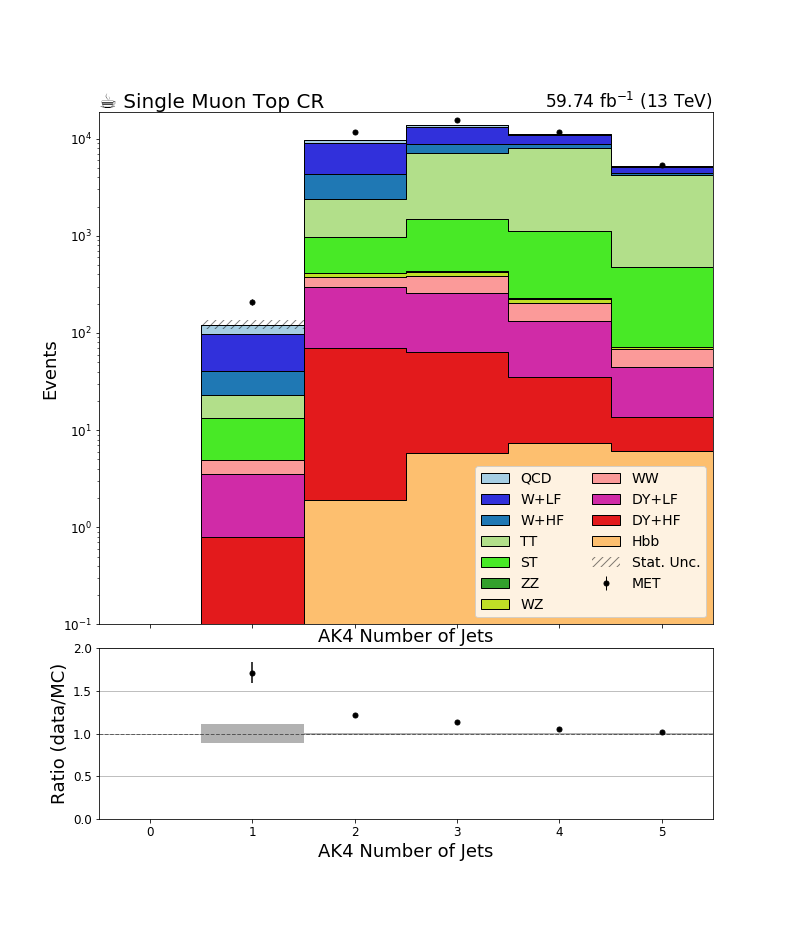 ☕ Single Muon Top CR 59.74 fb⁻¹ (13 TeV)
10⁴
10³
10²
10¹
10⁰
10⁻¹
Events
QCD WW
W+LF DY+LF
W+HF DY+HF
TT Hbb
ST Stat. Unc.
ZZ MET
WZ
AK4 Number of Jets
2.0
1.5
1.0
0.5
0.0
Ratio (data/MC)
0 1 2 3 4 5
AK4 Number of Jets